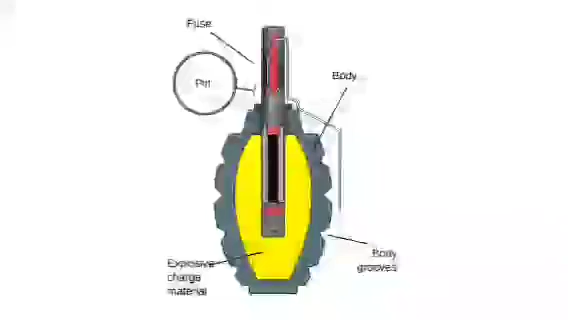 Fuse
Pin
Body
Body
grooves
Explosive
charge
material